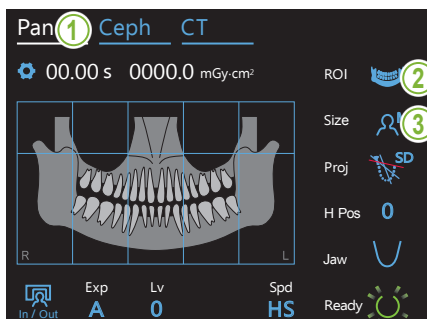 Pan 1 Ceph CT
00.00 s 0000.0 mGy·cm²
ROI 2
Size 3
Proj SD
H Pos 0
R L
Jaw
Exp Lv Spd
In / Out A 0 HS
Ready